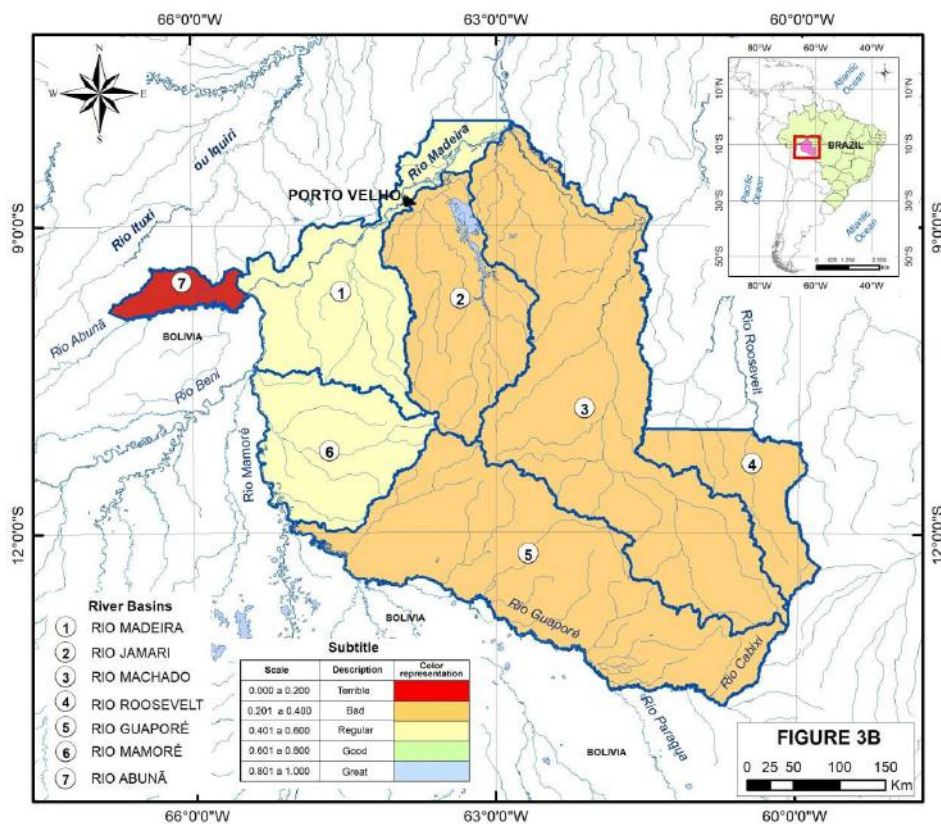 66°0'0"W 63°0'0"W 60°0'0"W
N
W E
S
ou Iquiri
Rio Ituxi
Rio Madeira
PORTO VELHO
80°W 60°W 40°W
Atlantic
Ocean
10°N
BRAZIL
10°S
Pacific
Ocean
30°S
Atlantic
Ocean
50°S
80°W 60°W 40°W
9°0'0"S
9°0'0"S
7
1
2
BOLIVIA
Rio Abunã
Rio Beni
Rio Roosevelt
3
4
6
Rio Mamoré
12°0'0"S
12°0'0"S
5
Rio Guaporé
BOLIVIA
Rio Cabixi
Rio Paragua
BOLIVIA
River Basins
1 RIO MADEIRA
2 RIO JAMARI
3 RIO MACHADO
4 RIO ROOSEVELT
5 RIO GUAPORÉ
6 RIO MAMORÉ
7 RIO ABUNÃ
Subtitle
Scale Description Color representation
0.000 a 0.200 Terrible
0.201 a 0.400 Bad
0.401 a 0.600 Regular
0.601 a 0.800 Good
0.801 a 1.000 Great
FIGURE 3B
0 25 50 100 150
Km
66°0'0"W 63°0'0"W 60°0'0"W